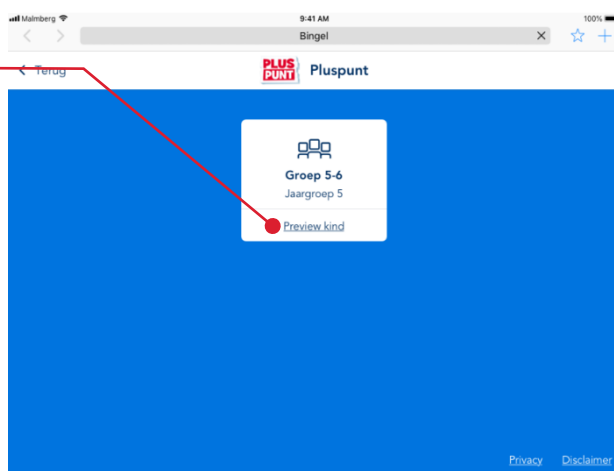 Malmberg 9:41 AM 100%
Bingel
Terug PLUS PUNT Pluspunt
Groep 5-6
Jaargroep 5
Preview kind
Privacy Disclaimer